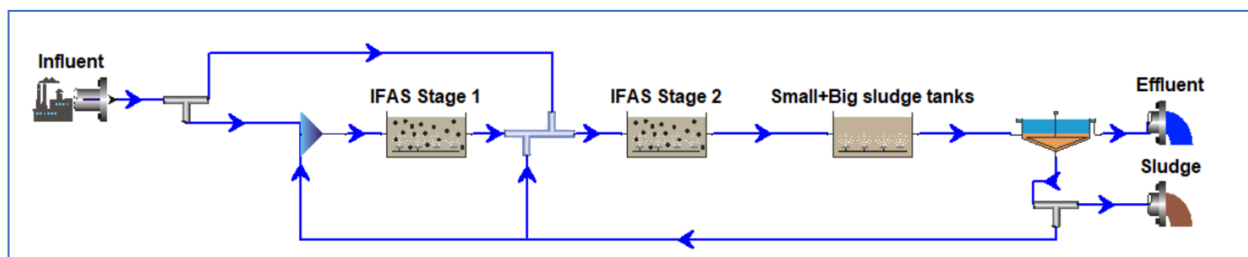 Influent
IFAS Stage 1
IFAS Stage 2
Small+Big sludge tanks
Effluent
Sludge